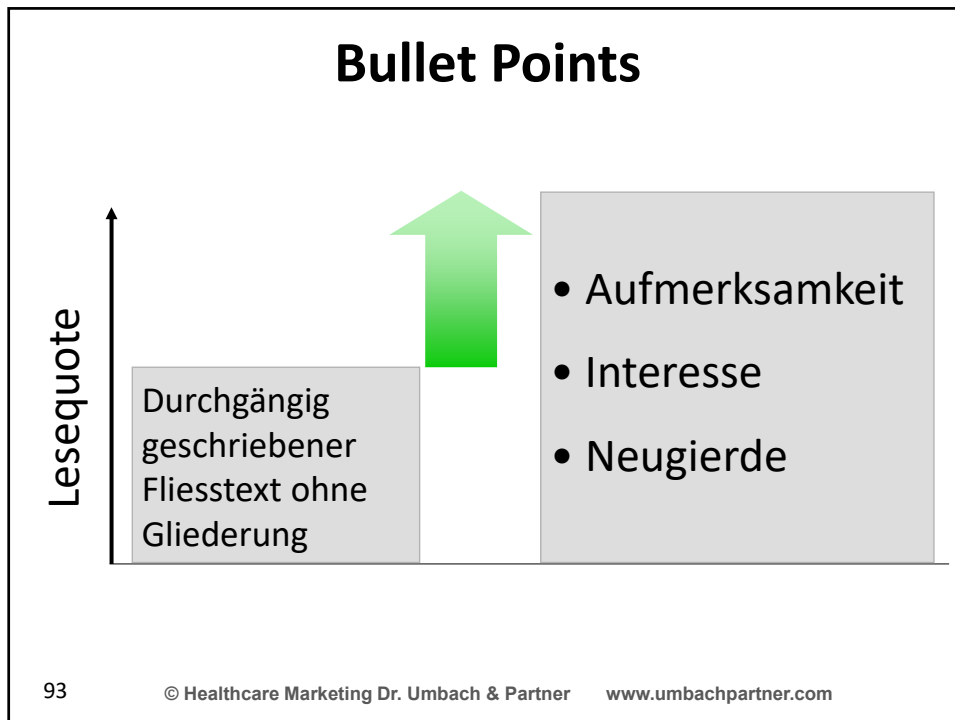 Bullet Points
Lesequote
Durchgängig
geschriebener
Fliesstext ohne
Gliederung
• Aufmerksamkeit
• Interesse
• Neugierde
93 © Healthcare Marketing Dr. Umbach & Partner www.umbachpartner.com